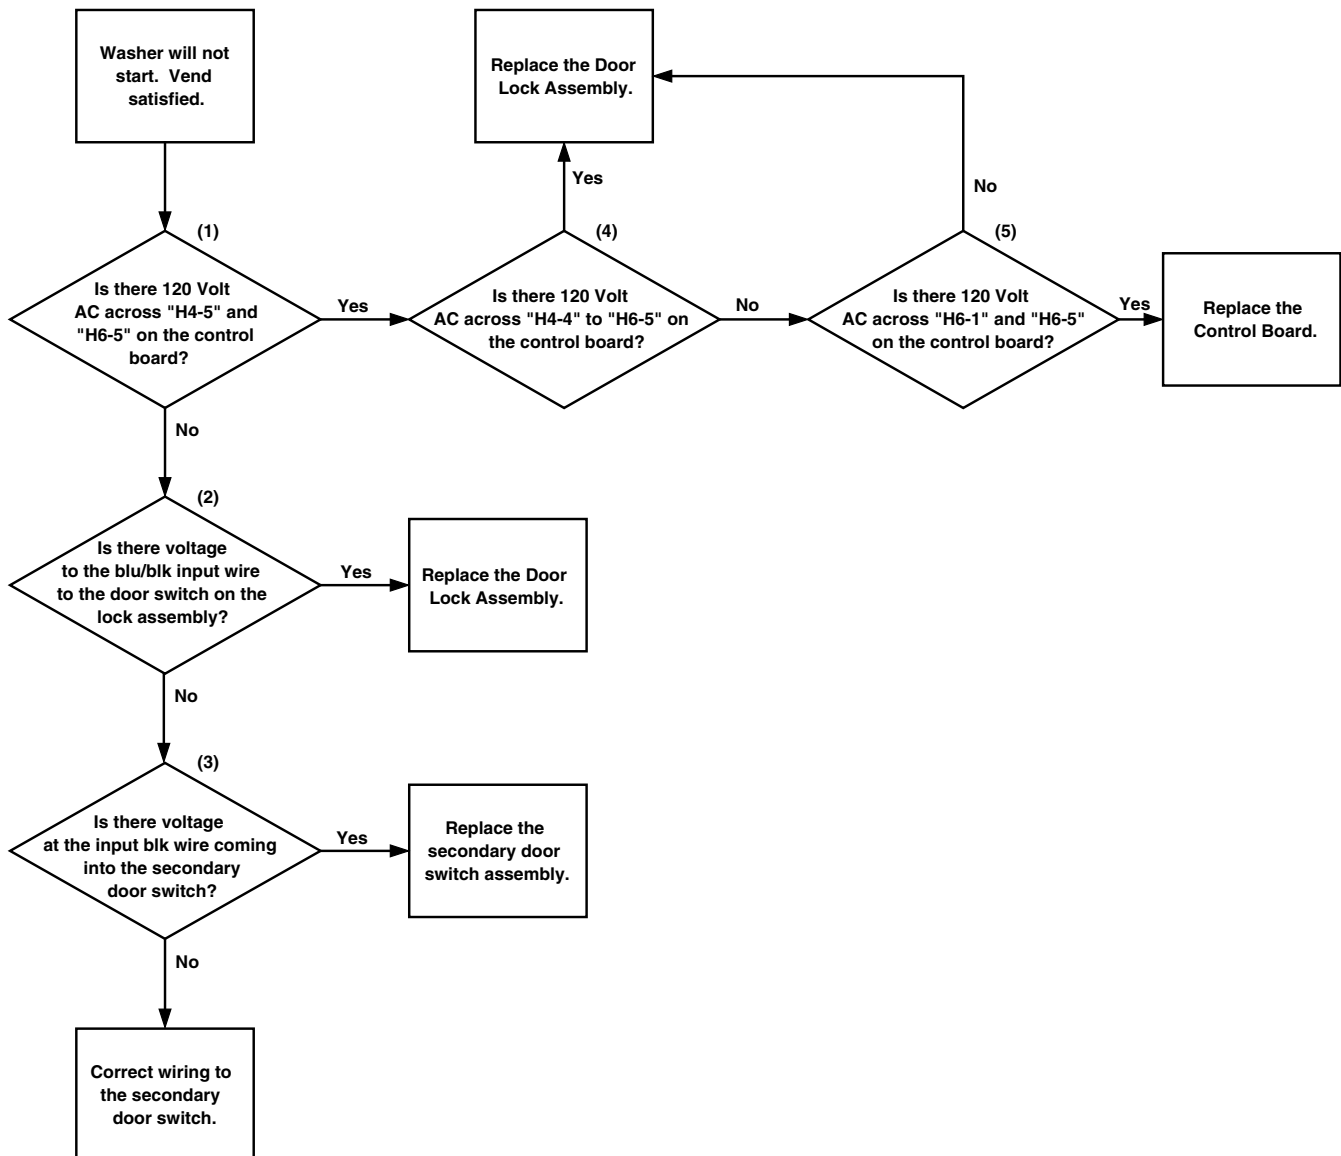 Washer will not
start. Vend
satisfied.
Replace the Door
Lock Assembly.
Yes
No
(1)
Is there 120 Volt
AC across "H4-5" and
"H6-5" on the control
board?
Yes
(4)
Is there 120 Volt
AC across "H4-4" to "H6-5" on
the control board?
No
(5)
Is there 120 Volt
AC across "H6-1" and "H6-5"
on the control board?
Yes
Replace the
Control Board.
No
(2)
Is there voltage
to the blu/blk input wire
to the door switch on the
lock assembly?
Yes
Replace the Door
Lock Assembly.
No
(3)
Is there voltage
at the input blk wire coming
into the secondary
door switch?
Yes
Replace the
secondary door
switch assembly.
No
Correct wiring to
the secondary
door switch.